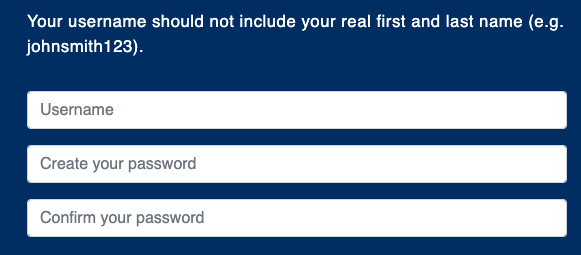 Your username should not include your real first and last name (e.g.
johnsmith123).
Username
Create your password
Confirm your password